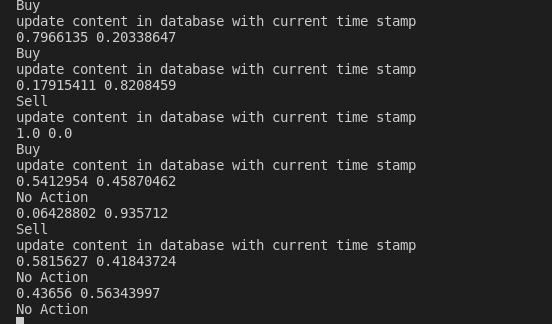 Buy
update content in database with current time stamp
0.7966135 0.20338647
Buy
update content in database with current time stamp
0.17915411 0.8208459
Sell
update content in database with current time stamp
1.0 0.0
Buy
update content in database with current time stamp
0.5412954 0.45870462
No Action
0.06428802 0.935712
Sell
update content in database with current time stamp
0.5815627 0.41843724
No Action
0.43656 0.56343997
No Action